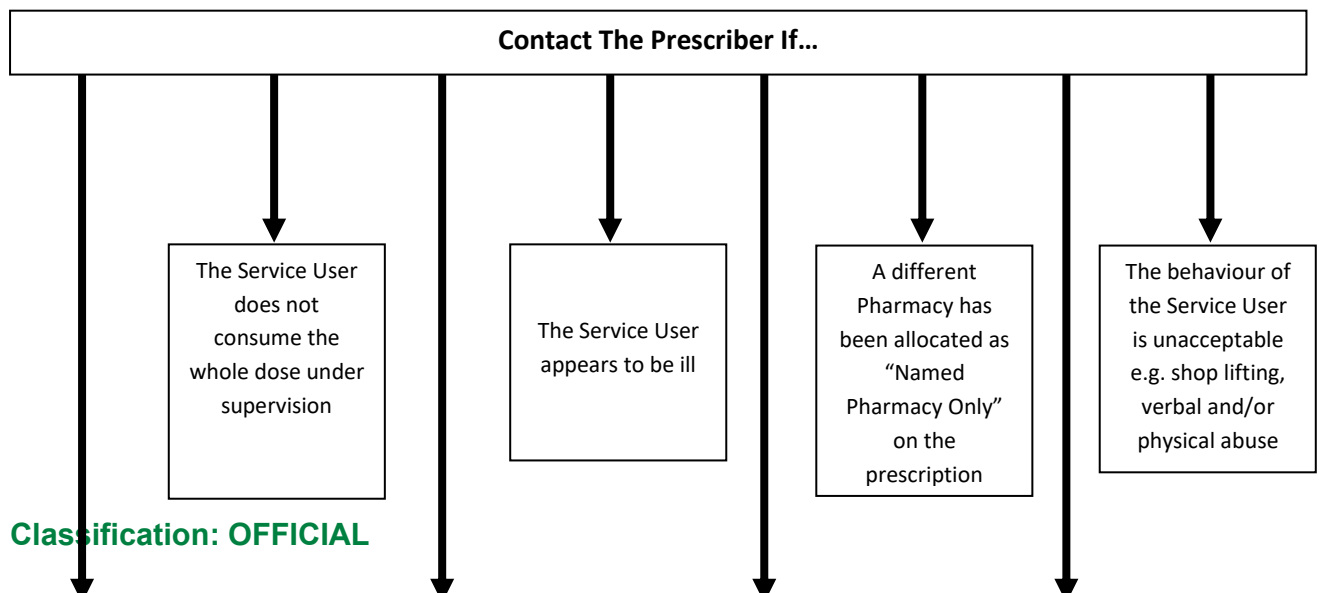 Contact The Prescriber If…
The Service User
does not
consume the
whole dose under
supervision
The Service User
appears to be ill
A different
Pharmacy has
been allocated as
“Named
Pharmacy Only”
on the
prescription
The behaviour of
the Service User
is unacceptable
e.g. shop lifting,
verbal and/or
physical abuse
Classification: OFFICIAL